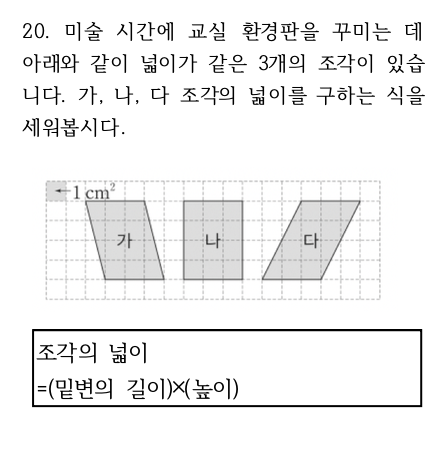 20. 미술 시간에 교실 환경판을 꾸미는 데
아래와 같이 넓이가 같은 3개의 조각이 있습
니다. 가, 나, 다 조각의 넓이를 구하는 식을
세워봅시다.
←1 cm²
가 나 다
조각의 넓이
=(밑변의 길이)×(높이)